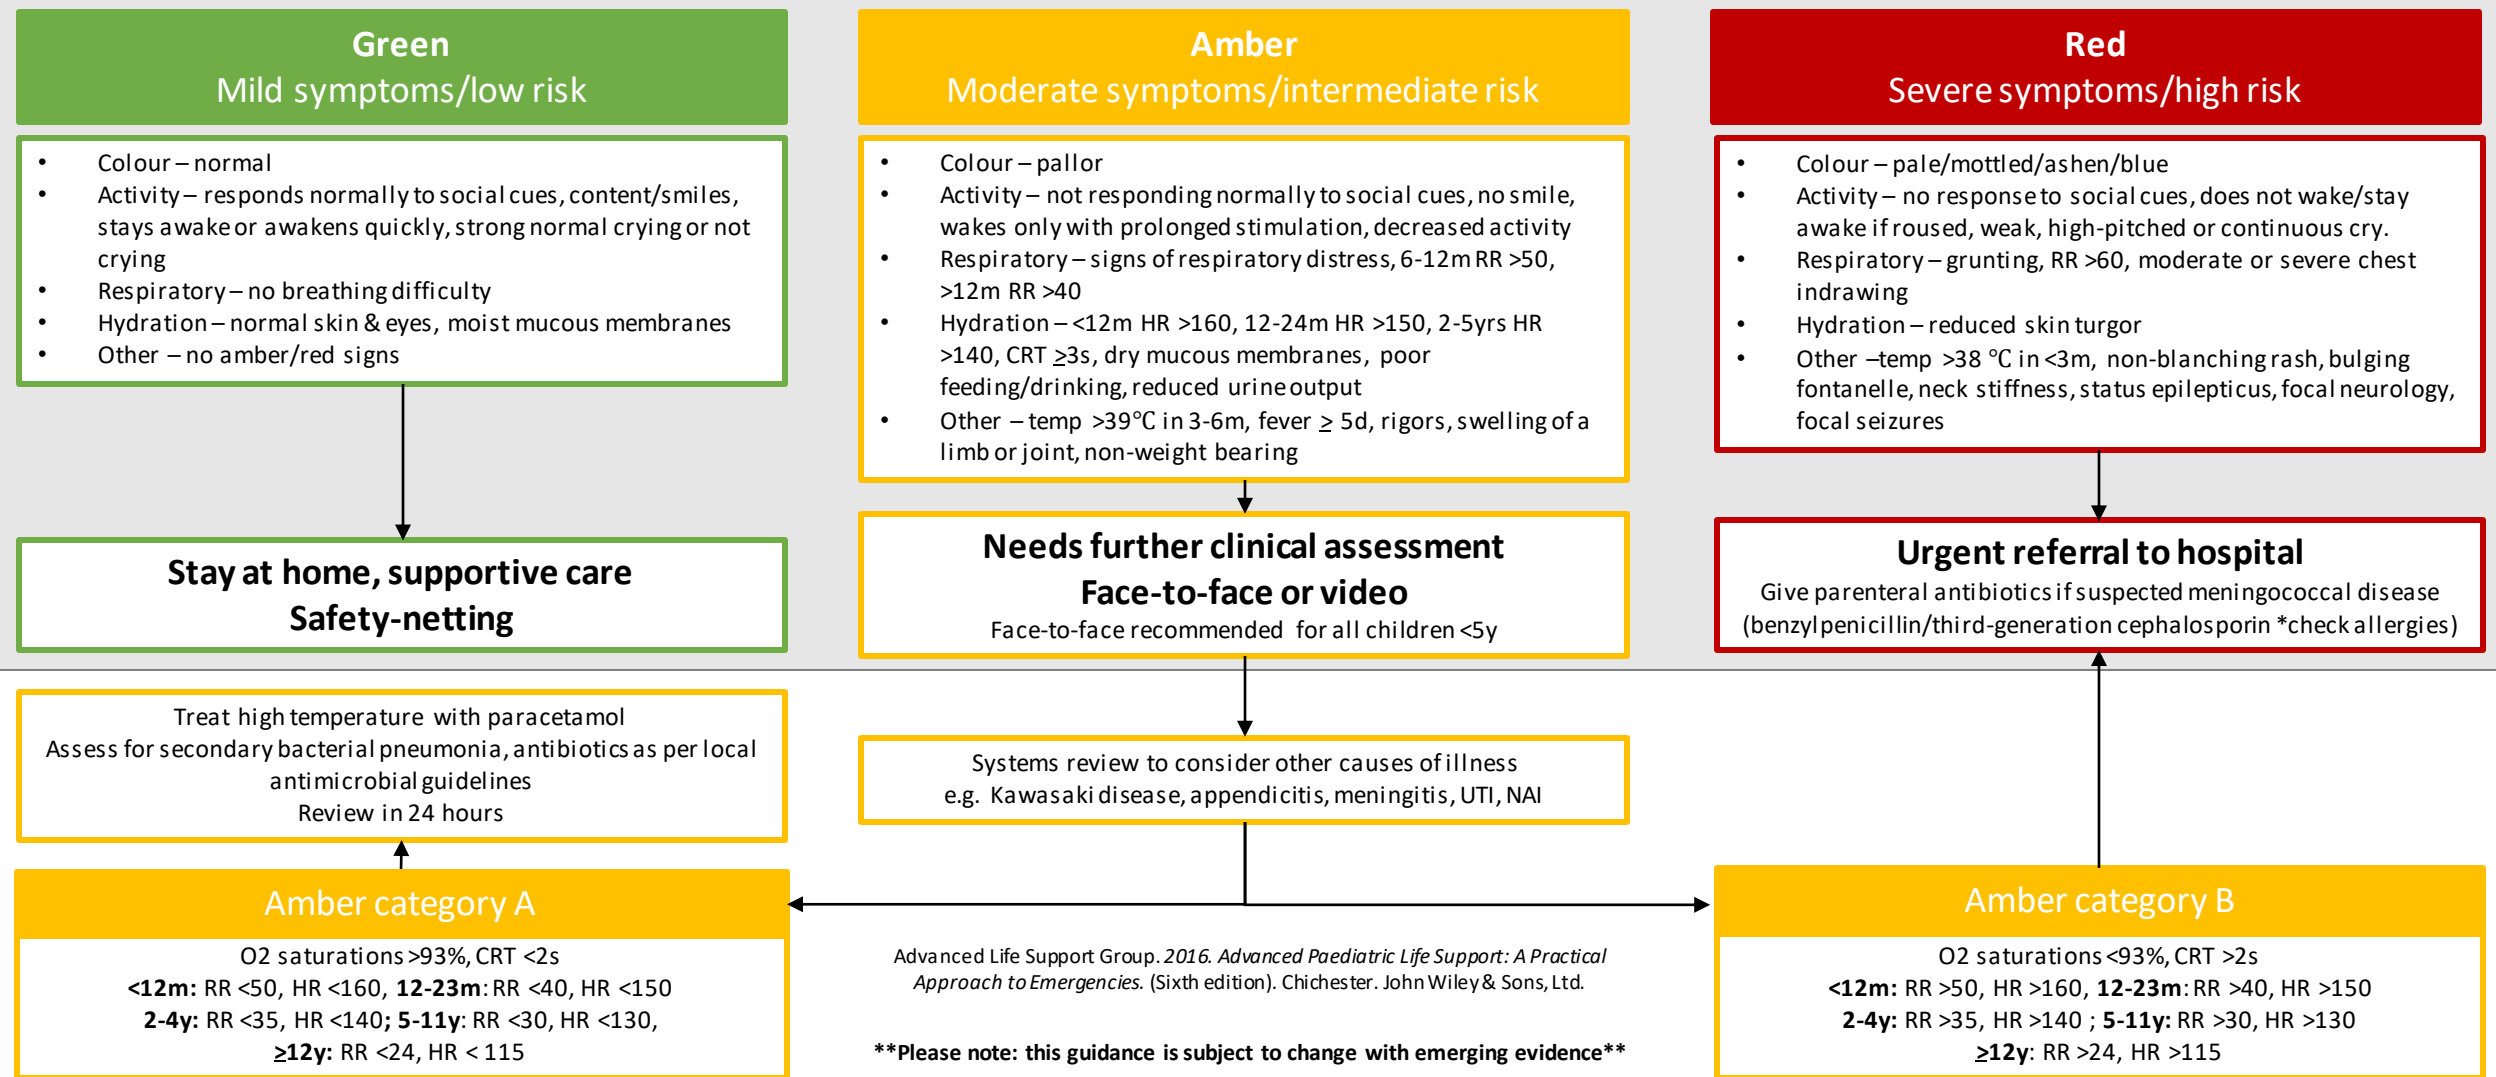 Green
Mild symptoms/low risk
• Colour – normal
• Activity – responds normally to social cues, content/smiles,
stays awake or awakens quickly, strong normal crying or not
crying
• Respiratory – no breathing difficulty
• Hydration – normal skin & eyes, moist mucous membranes
• Other – no amber/red signs
Stay at home, supportive care
Safety-netting
Amber
Moderate symptoms/intermediate risk
• Colour – pallor
• Activity – not responding normally to social cues, no smile,
wakes only with prolonged stimulation, decreased activity
• Respiratory – signs of respiratory distress, 6-12m RR >50,
>12m RR >40
• Hydration – <12m HR >160, 12-24m HR >150, 2-5yrs HR
>140, CRT ≥3s, dry mucous membranes, poor
feeding/drinking, reduced urine output
• Other – temp >39℃ in 3-6m, fever ≥ 5d, rigors, swelling of a
limb or joint, non-weight bearing
Needs further clinical assessment
Face-to-face or video
Face-to-face recommended for all children <5y
Red
Severe symptoms/high risk
• Colour – pale/mottled/ashen/blue
• Activity – no response to social cues, does not wake/stay
awake if roused, weak, high-pitched or continuous cry.
• Respiratory – grunting, RR >60, moderate or severe chest
indrawing
• Hydration – reduced skin turgor
• Other –temp >38 ℃ in <3m, non-blanching rash, bulging
fontanelle, neck stiffness, status epilepticus, focal neurology,
focal seizures
Urgent referral to hospital
Give parenteral antibiotics if suspected meningococcal disease
(benzylpenicillin/third-generation cephalosporin *check allergies)
Treat high temperature with paracetamol
Assess for secondary bacterial pneumonia, antibiotics as per local
antimicrobial guidelines
Review in 24 hours
Systems review to consider other causes of illness
e.g. Kawasaki disease, appendicitis, meningitis, UTI, NAI
Amber category A
O2 saturations >93%, CRT <2s
<12m: RR <50, HR <160, 12-23m: RR <40, HR <150
2-4y: RR <35, HR <140; 5-11y: RR <30, HR <130,
≥12y: RR <24, HR < 115
Advanced Life Support Group. 2016. Advanced Paediatric Life Support: A Practical
Approach to Emergencies. (Sixth edition). Chichester. John Wiley & Sons, Ltd.
**Please note: this guidance is subject to change with emerging evidence**
Amber category B
O2 saturations <93%, CRT >2s
<12m: RR >50, HR >160, 12-23m: RR >40, HR >150
2-4y: RR >35, HR >140 ; 5-11y: RR >30, HR >130
≥12y: RR >24, HR >115